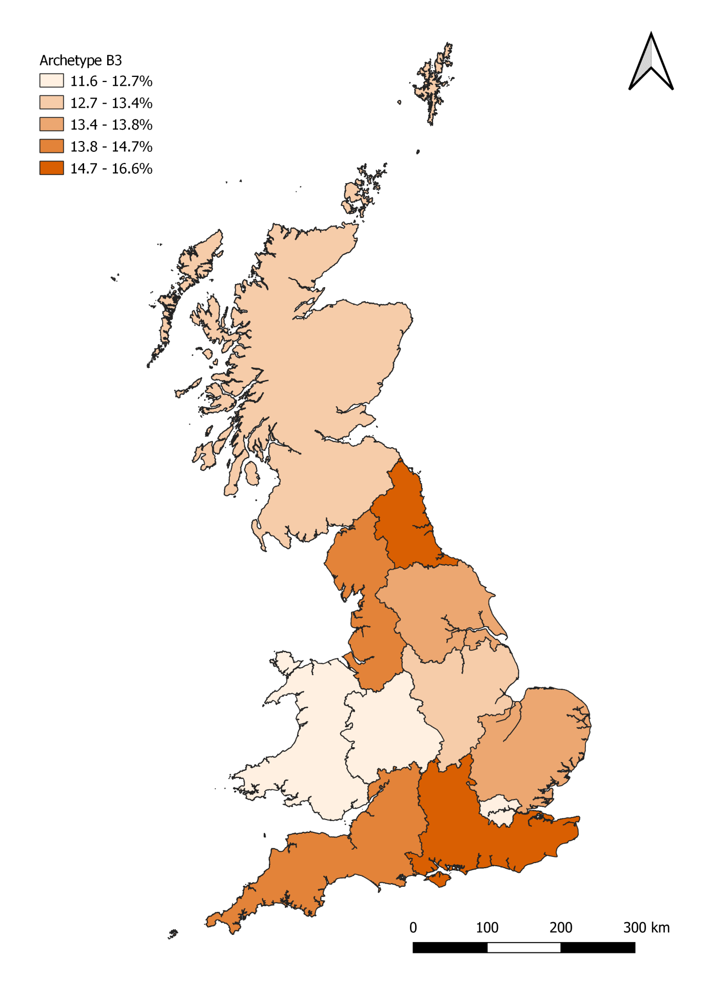 Archetype B3
11.6 - 12.7%
12.7 - 13.4%
13.4 - 13.8%
13.8 - 14.7%
14.7 - 16.6%
0 100 200 300 km